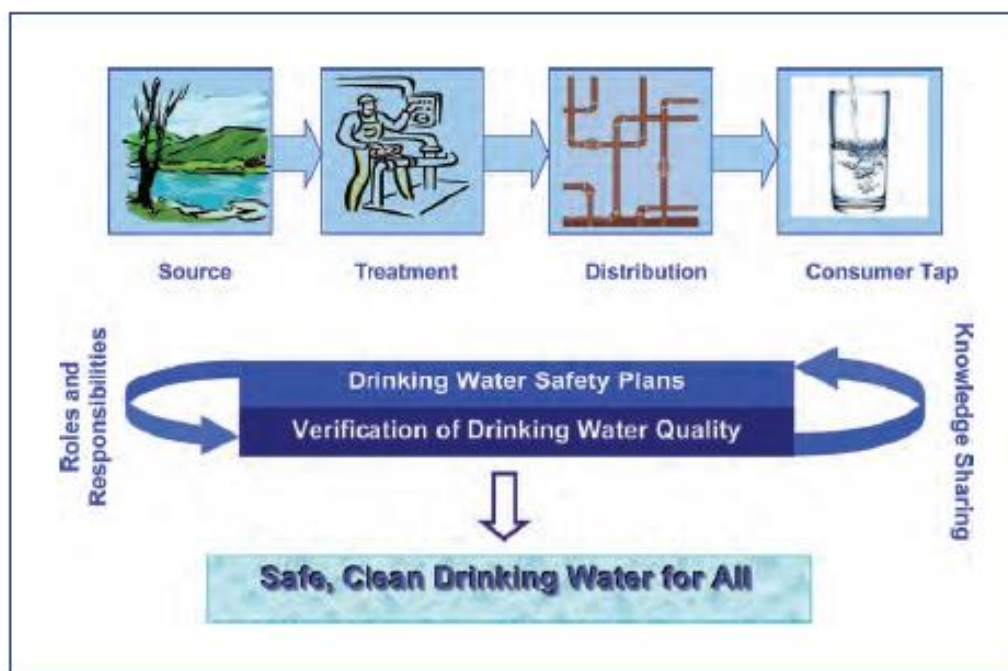 Source
Treatment
Distribution
Consumer Tap
Roles and
Responsibilities
Drinking Water Safety Plans
Verification of Drinking Water Quality
Knowledge Sharing
Safe, Clean Drinking Water for All